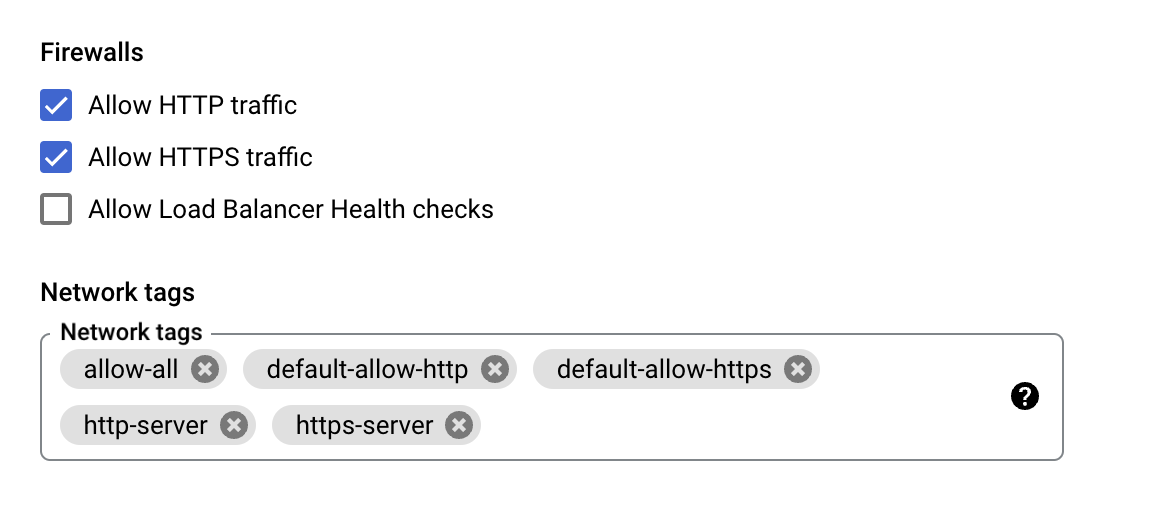 Firewalls
Allow HTTP traffic
Allow HTTPS traffic
Allow Load Balancer Health checks
Network tags
Network tags
allow-all default-allow-http default-allow-https
http-server https-server